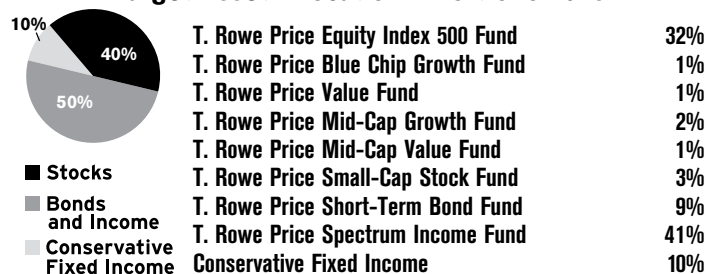 10%
40%
50%
Stocks
Bonds
and Income
Conservative
Fixed Income
T. Rowe Price Equity Index 500 Fund 32%
T. Rowe Price Blue Chip Growth Fund 1%
T. Rowe Price Value Fund 1%
T. Rowe Price Mid-Cap Growth Fund 2%
T. Rowe Price Mid-Cap Value Fund 1%
T. Rowe Price Small-Cap Stock Fund 3%
T. Rowe Price Short-Term Bond Fund 9%
T. Rowe Price Spectrum Income Fund 41%
Conservative Fixed Income 10%